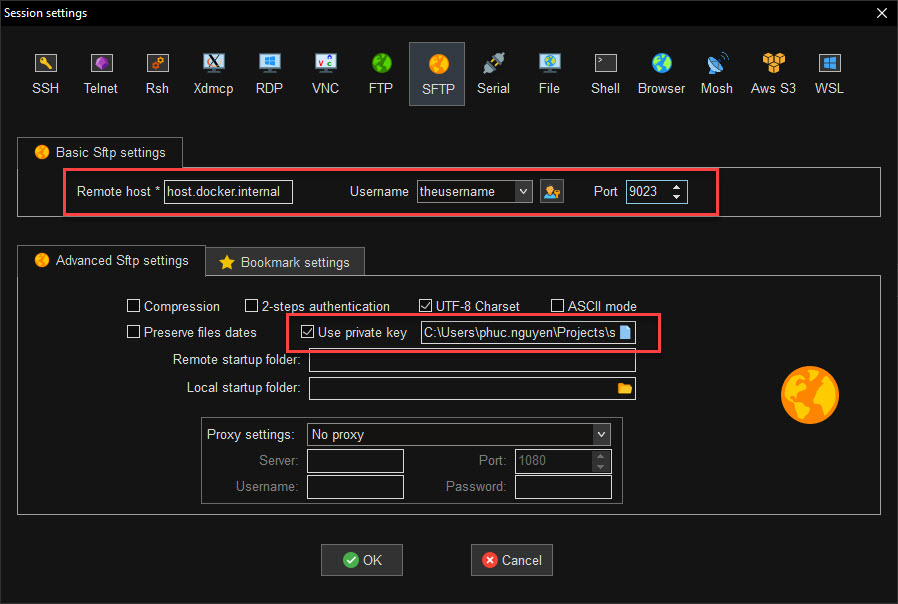 Session settings
SSH Telnet Rsh Xdmcp RDP VNC FTP SFTP Serial File Shell Browser Mosh Aws S3 WSL
Basic Sftp settings
Remote host * host.docker.internal Username theusername Port 9023
Advanced Sftp settings Bookmark settings
Compression 2-steps authentication UTF-8 Charset ASCII mode
Preserve files dates Use private key C:\Users\phuc.nguyen\Projects\s
Remote startup folder:
Local startup folder:
Proxy settings: No proxy
Server: Port: 1080
Username: Password:
OK Cancel